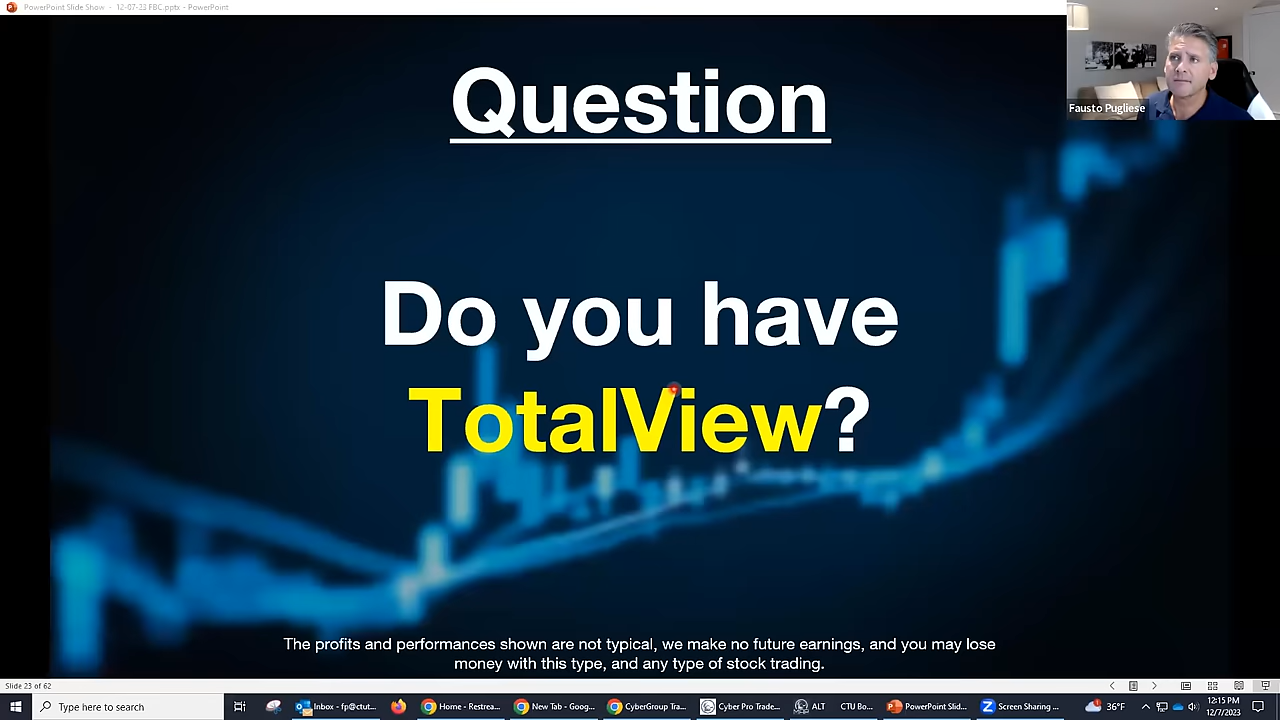 PowerPoint Slide Show - 12-07-23 FBC.pptx - PowerPoint
Fausto Pugliese
Question
Do you have
TotalView?
The profits and performances shown are not typical, we make no future earnings, and you may lose
money with this type, and any type of stock trading.
Slide 23 of 62
Type here to search
Inbox - fp@ctut...
Home - Restrea...
New Tab - Goog...
CyberGroup Tra...
Cyber Pro Trade...
ALT
CTU Bo...
PowerPoint Slid...
Screen Sharing ...
36°F
12:15 PM
12/7/2023